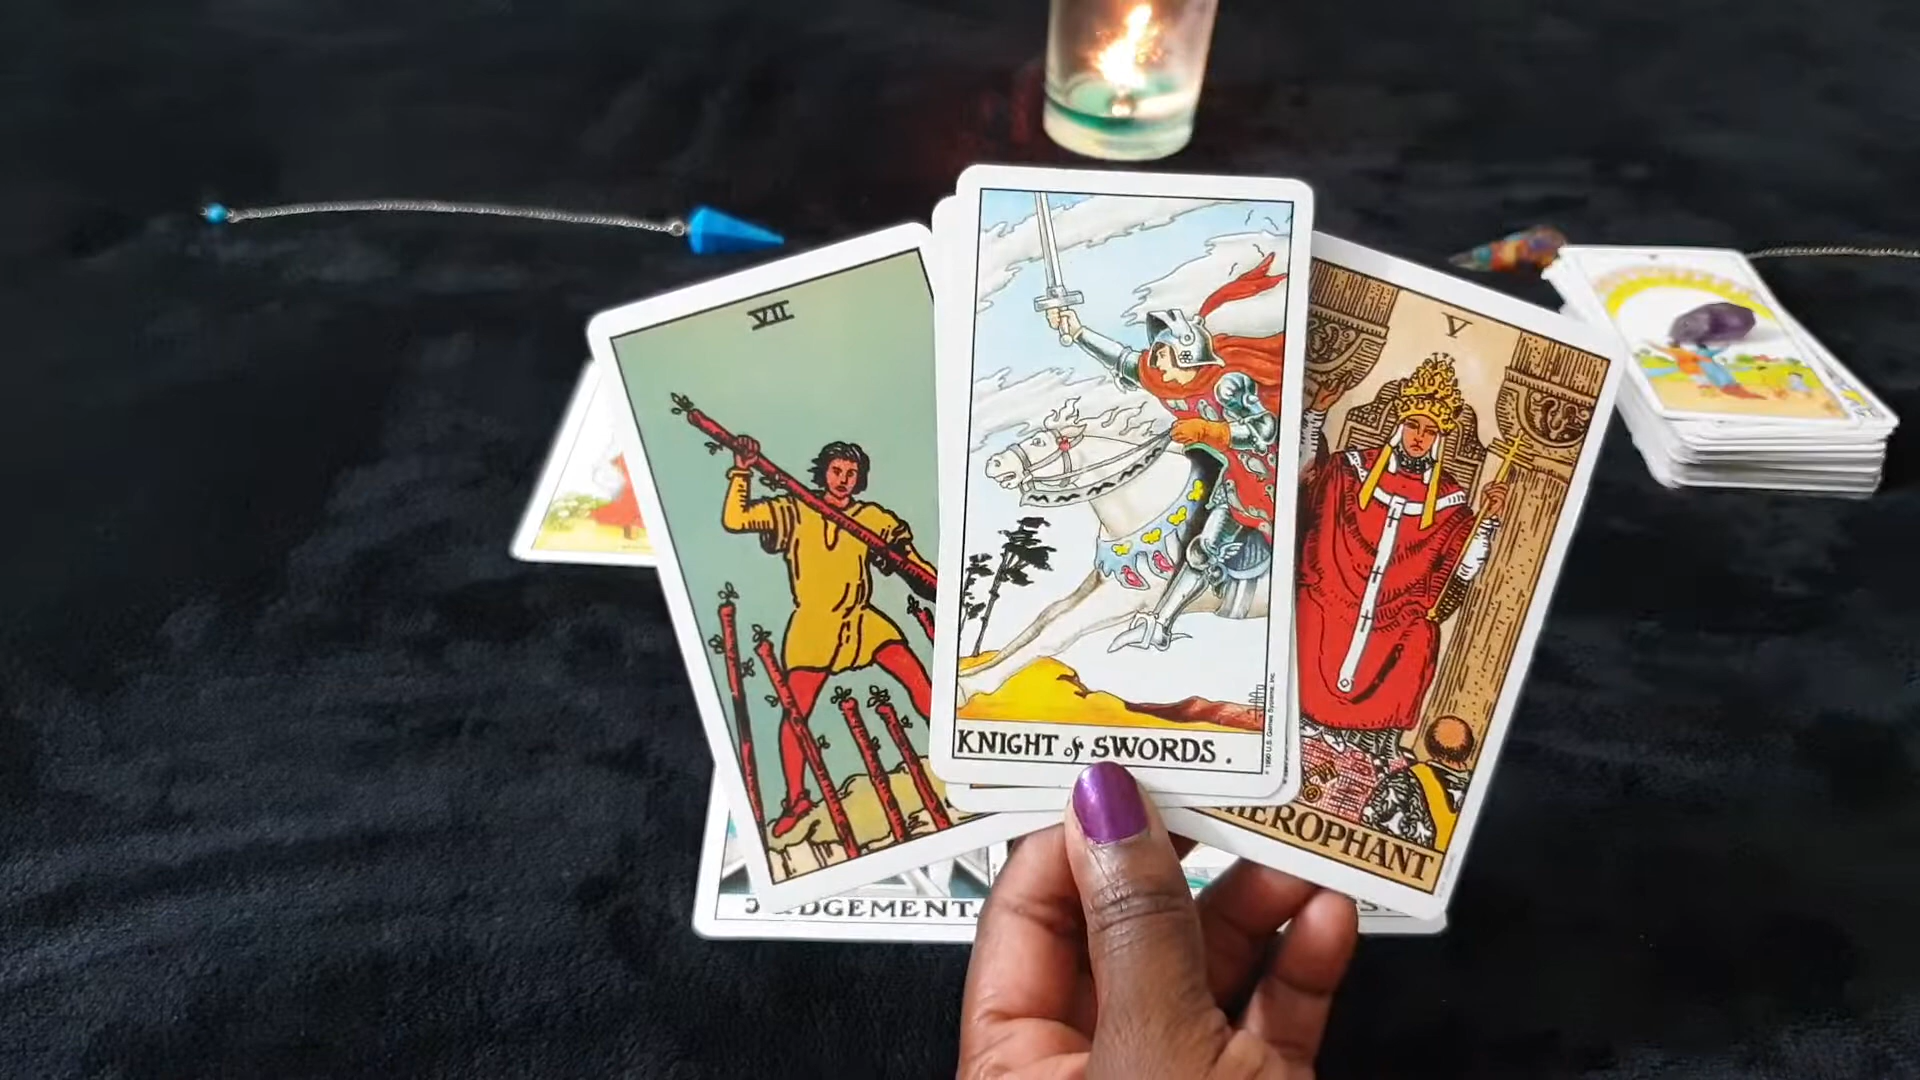 VII
V
KNIGHT of SWORDS.
HIEROPHANT
JUDGEMENT.